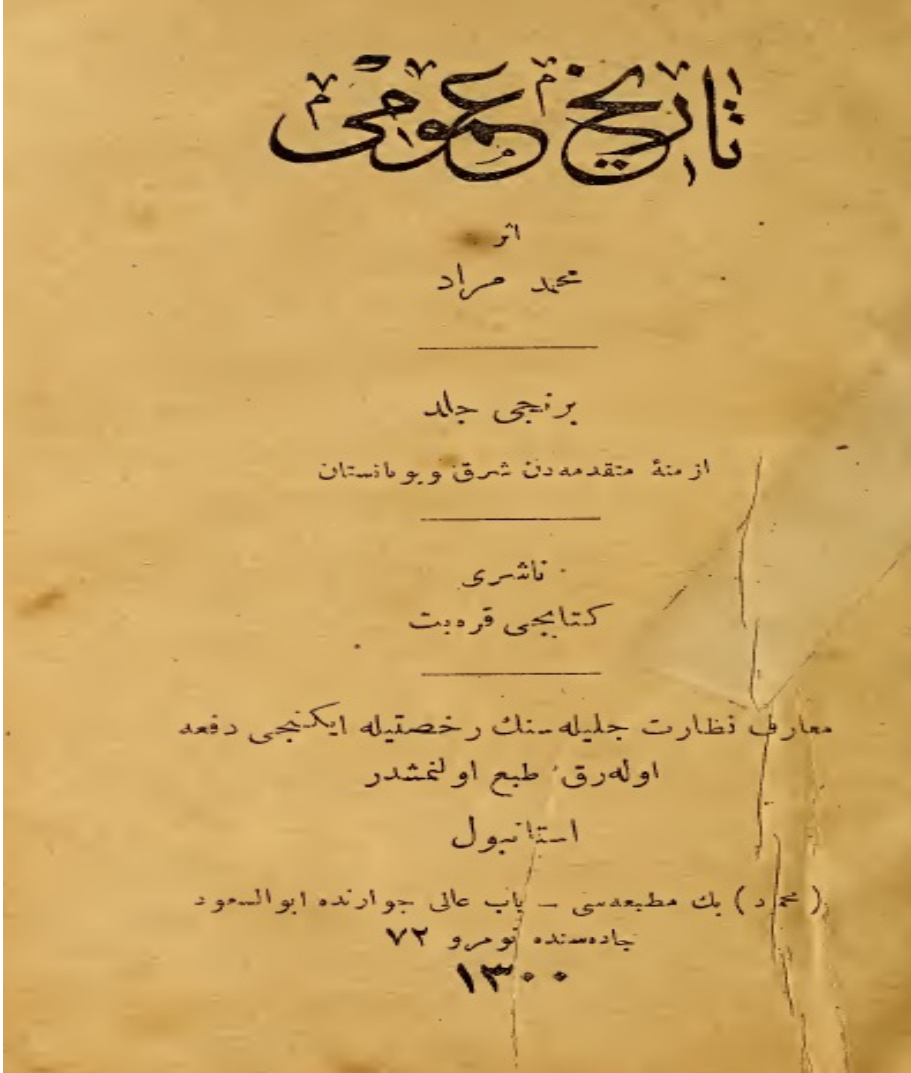 تاريخ عمومى
اثر
محمد مراد
برنجى جلد
ازمنهٔ متقدمه‌دن شرق و يونانستان
ناشرى
كتابجى قره‌بت
معارف نظارت جليله‌سنك رخصتيله ايكنجى دفعه
اوله‌رق طبع اولنمشدر
استانبول
(محمود) بك مطبعه‌سى – باب عالى جوارنده ابوالسعود
جاده‌سنده نومرو ٧٢
١٣٠٠